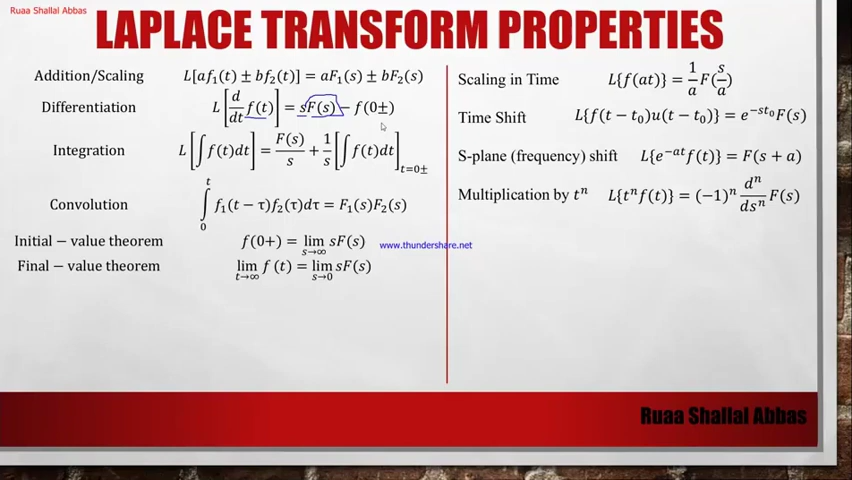 Ruaa Shallal Abbas
LAPLACE TRANSFORM PROPERTIES
Addition/Scaling L[af₁(t) ± bf₂(t)] = aF₁(s) ± bF₂(s)
Differentiation L[d/dt f(t)] = sF(s) − f(0±)
Integration L[∫f(t)dt] = F(s)/s + 1/s [∫f(t)dt]t=0±
Convolution ∫₀ᵗ f₁(t − τ)f₂(τ)dτ = F₁(s)F₂(s)
Initial − value theorem f(0+) = lim s→∞ sF(s)
Final − value theorem lim t→∞ f (t) = lim s→0 sF(s)
www.thundershare.net
Scaling in Time L{f(at)} = 1/a F(s/a)
Time Shift L{f(t − t₀)u(t − t₀)} = e^−st₀ F(s)
S-plane (frequency) shift L{e^−at f(t)} = F(s + a)
Multiplication by tⁿ L{tⁿf(t)} = (−1)ⁿ dⁿ/dsⁿ F(s)
Ruaa Shallal Abbas